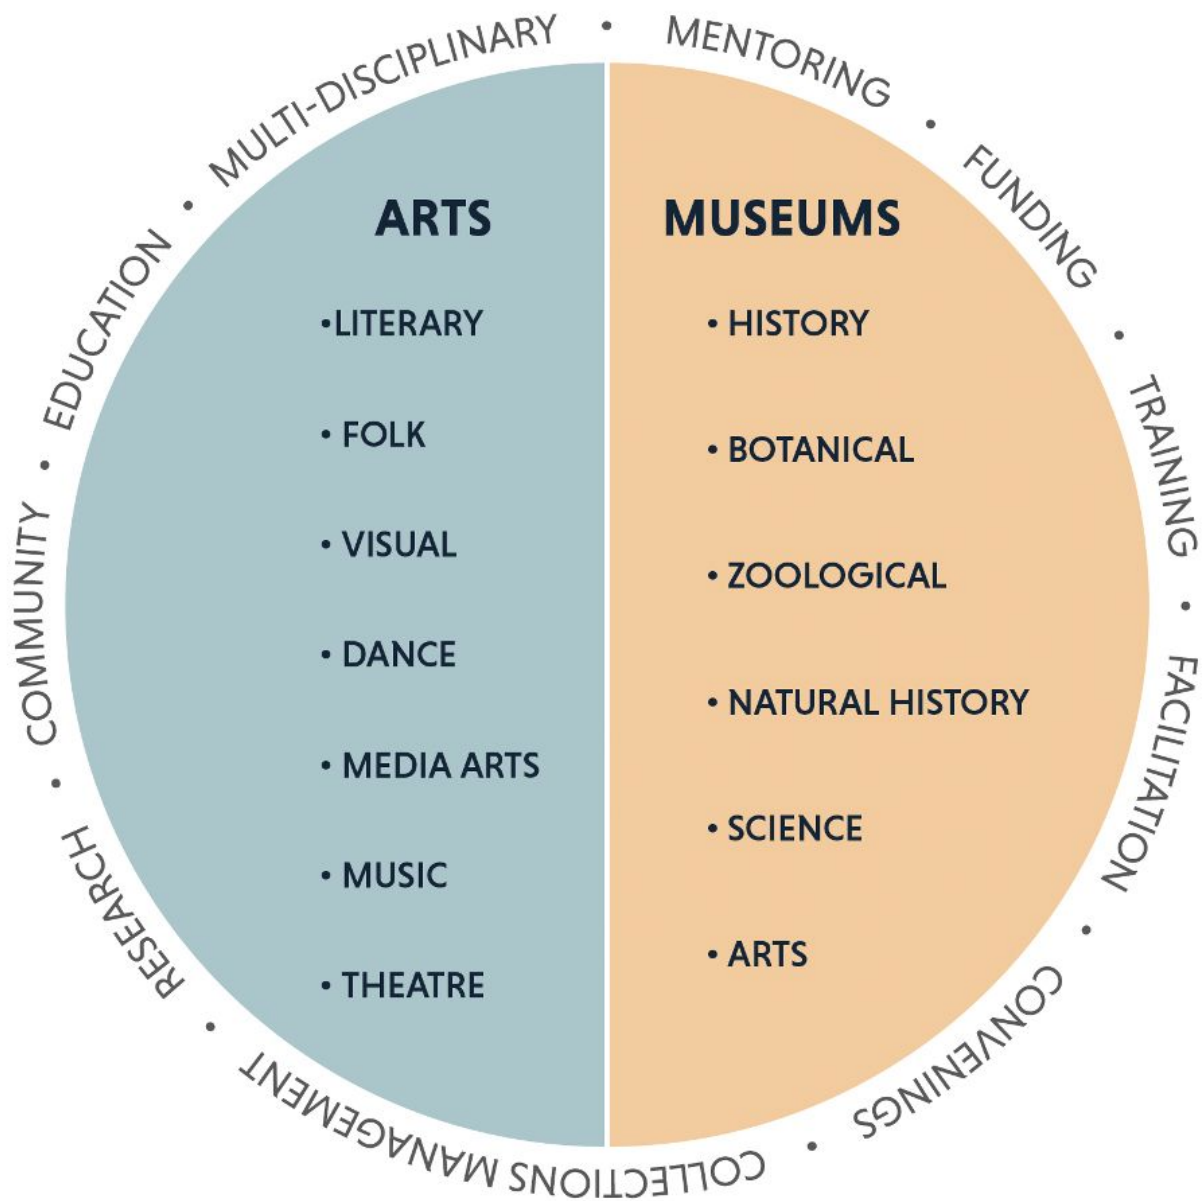 MULTI-DISCIPLINARY • MENTORING • FUNDING • TRAINING • FACILITATION • CONVENINGS • COLLECTIONS MANAGEMENT • RESEARCH • COMMUNITY • EDUCATION •
ARTS
•LITERARY
• FOLK
• VISUAL
• DANCE
• MEDIA ARTS
• MUSIC
• THEATRE
MUSEUMS
• HISTORY
• BOTANICAL
• ZOOLOGICAL
• NATURAL HISTORY
• SCIENCE
• ARTS